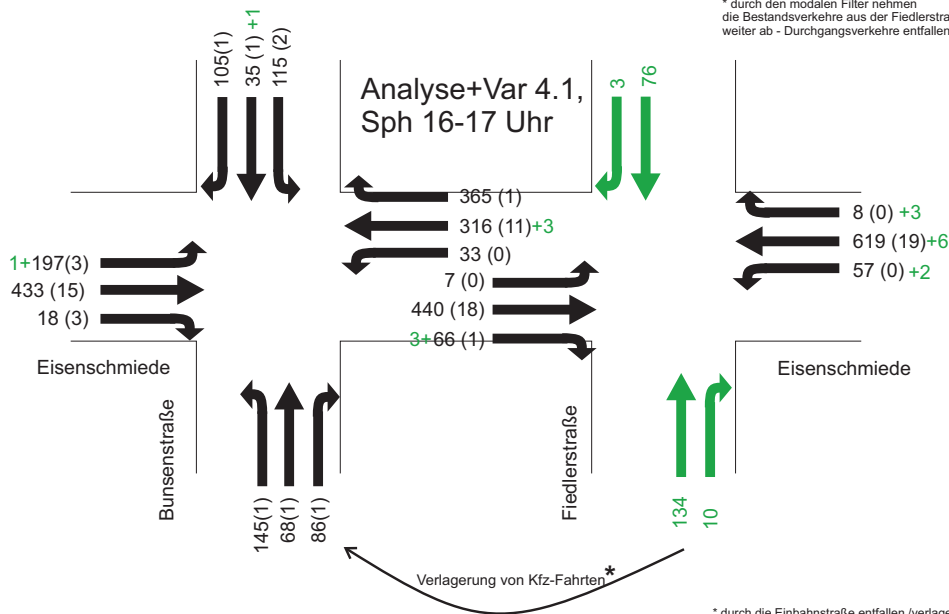 * durch den modalen Filter nehmen
die Bestandsverkehre aus der
weiter ab - Durchgangsverkehre entfallen
105(1)
35 (1) +1
115 (2)
Analyse+Var 4.1,
Sph 16-17 Uhr
3
76
365 (1)
316 (11)+3
33 (0)
8 (0) +3
619 (19)+6
57 (0) +2
1+197(3)
433 (15)
18 (3)
7 (0)
440 (18)
3+66 (1)
Eisenschmiede
Eisenschmiede
Bunsenstraße
Fiedlerstraße
145(1)
68(1)
86(1)
134
10
Verlagerung von Kfz-Fahrten*
* durch die Einbahnstraße entfallen